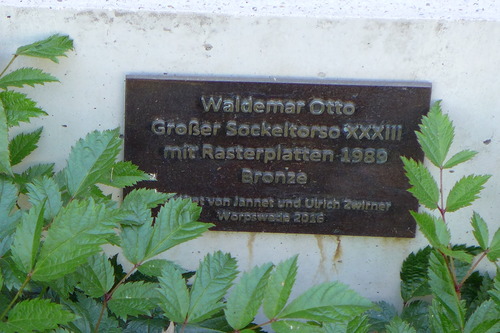 Waldemar Otto
Großer Sockeltorso XXXIII
mit Rasterplatten 1989
Bronze
von Jannet und Ulrich Zwirner
Worpswede 2016